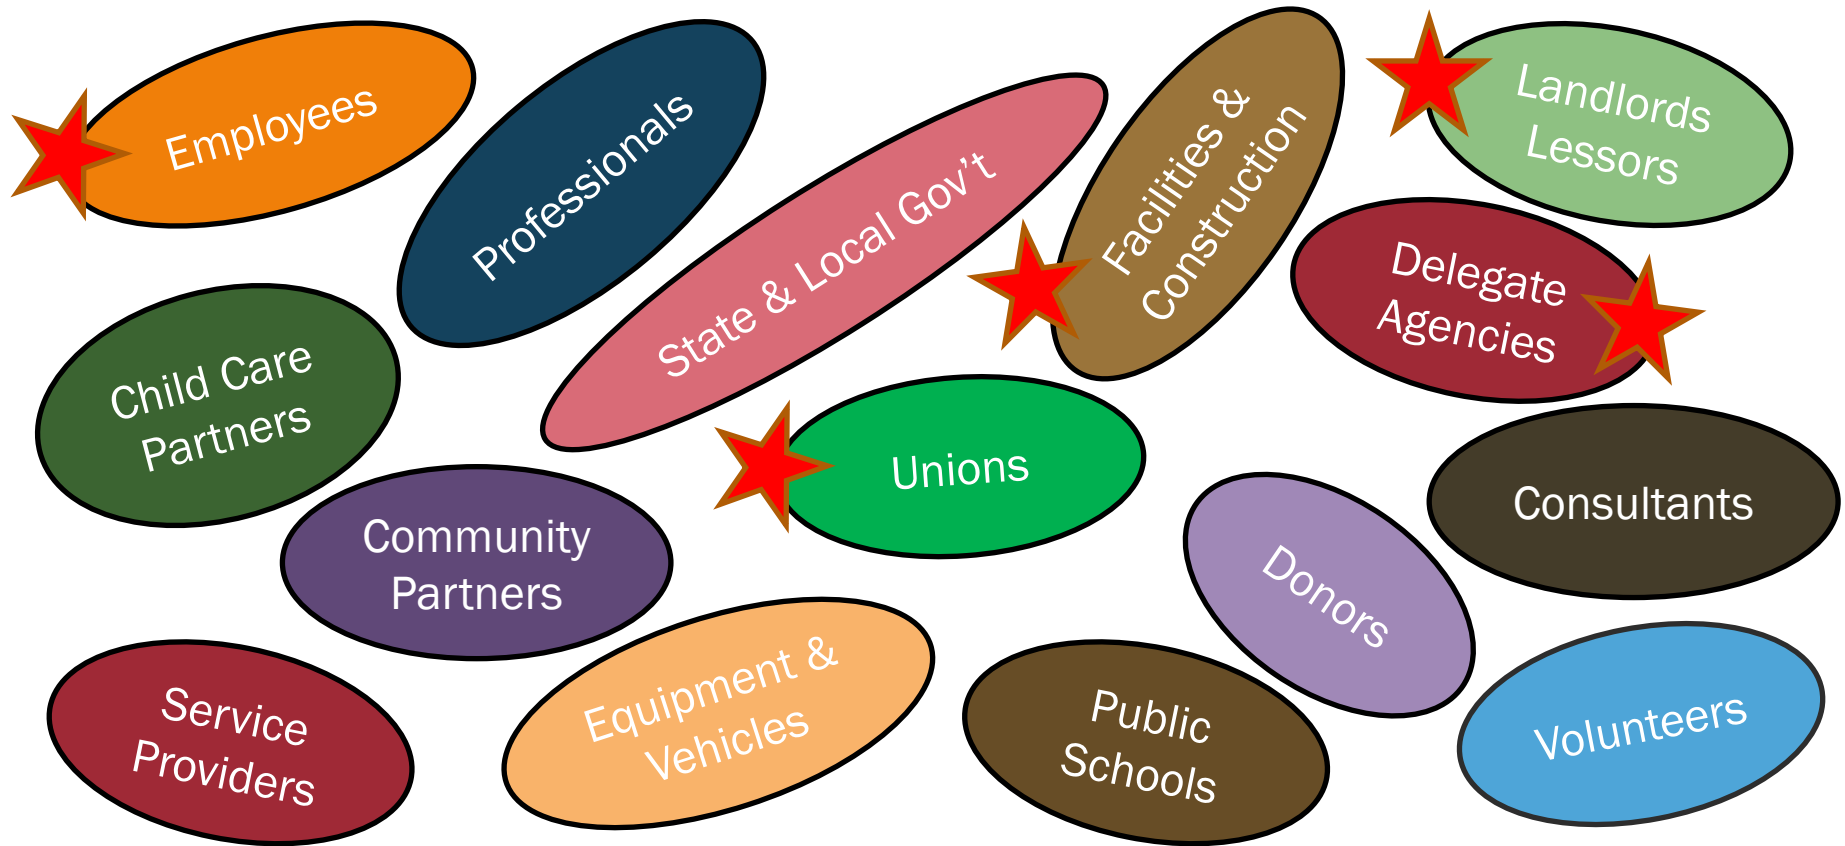 Employees
Professionals
State & Local Gov’t
Facilities &
Construction
Landlords
Lessors
Delegate
Agencies
Child Care
Partners
Community
Partners
Unions
Consultants
Donors
Service
Providers
Equipment &
Vehicles
Public
Schools
Volunteers